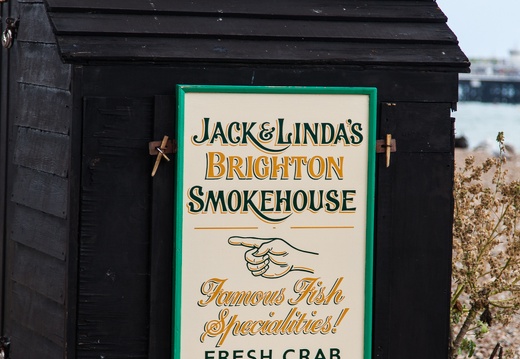 JACK & LINDA'S
BRIGHTON
SMOKEHOUSE
Famous Fish
Specialities!
FRESH CRAB